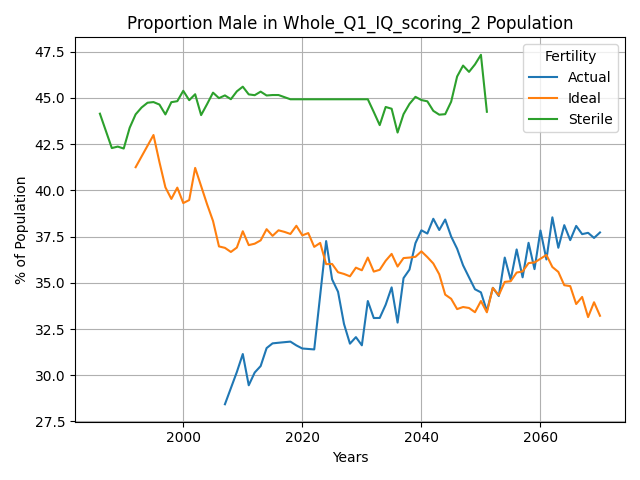 Proportion Male in Whole_Q1_IQ_scoring_2 Population
% of Population
47.5
45.0
42.5
40.0
37.5
35.0
32.5
30.0
27.5
Fertility
Actual
Ideal
Sterile
2000
2020
2040
2060
Years